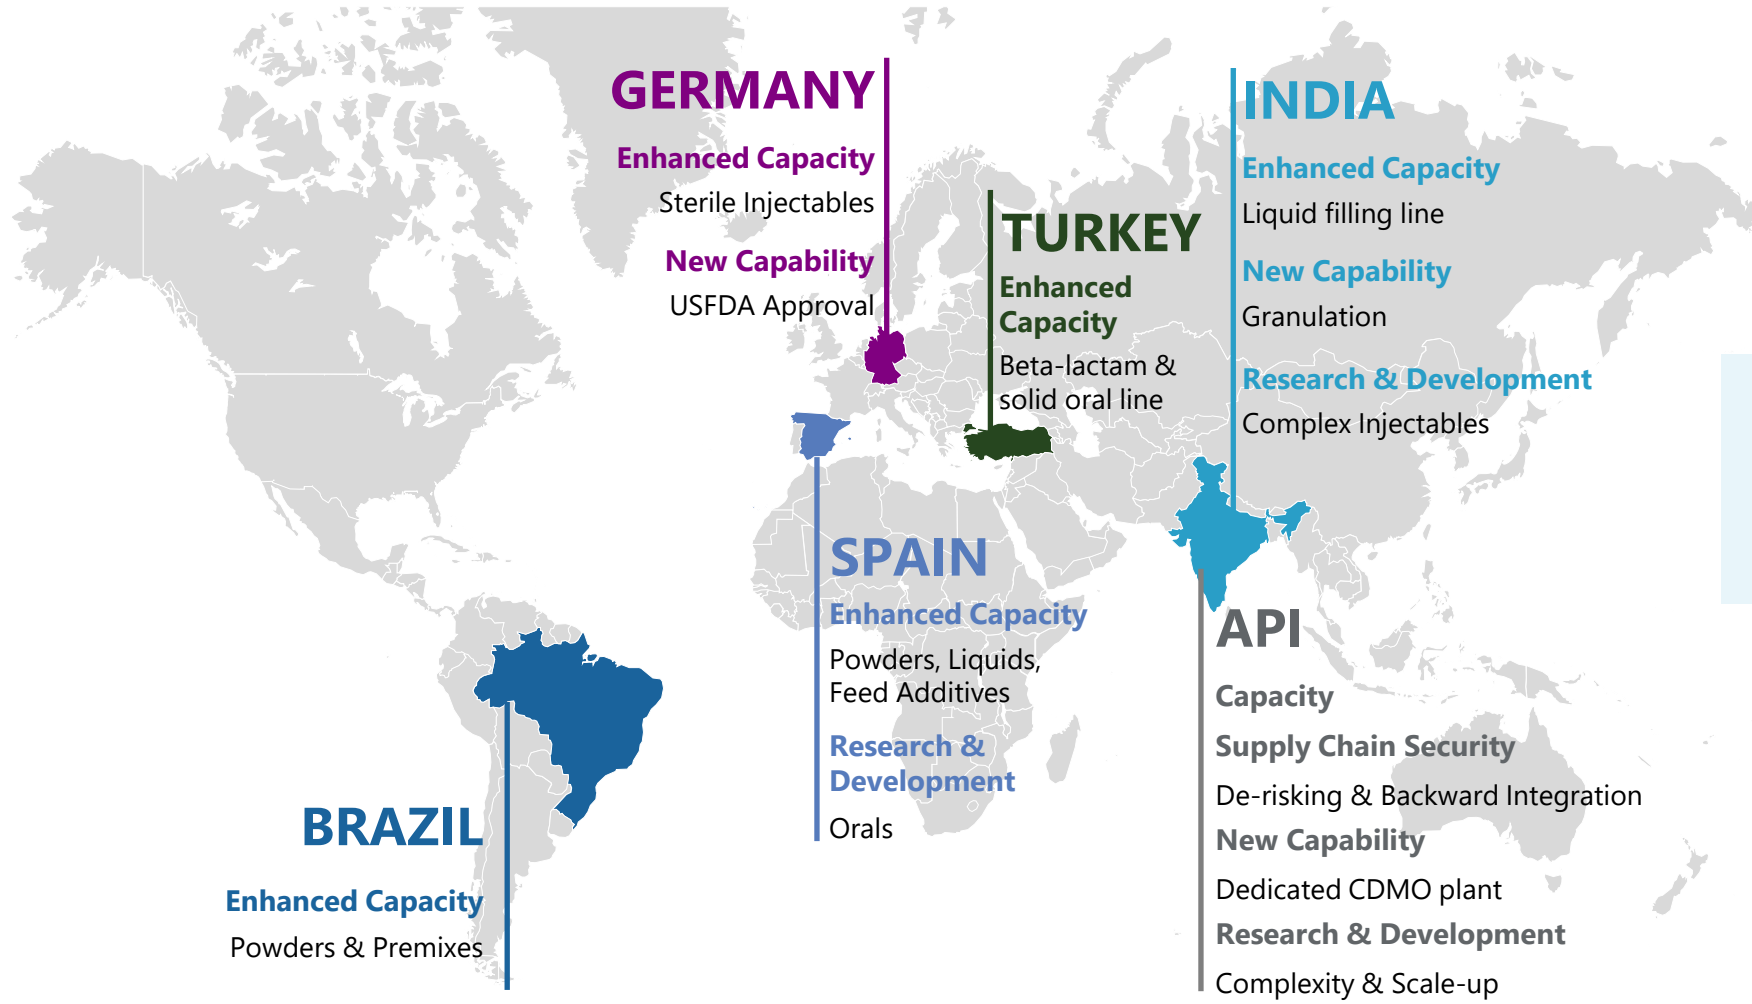 GERMANY
Enhanced Capacity
Sterile Injectables
New Capability
USFDA Approval
TURKEY
Enhanced
Capacity
Beta-lactam &
solid oral line
INDIA
Enhanced Capacity
Liquid filling line
New Capability
Granulation
Research & Development
Complex Injectables
SPAIN
Enhanced Capacity
Powders, Liquids,
Feed Additives
Research &
Development
Orals
BRAZIL
Enhanced Capacity
Powders & Premixes
API
Capacity
Supply Chain Security
De-risking & Backward Integration
New Capability
Dedicated CDMO plant
Research & Development
Complexity & Scale-up